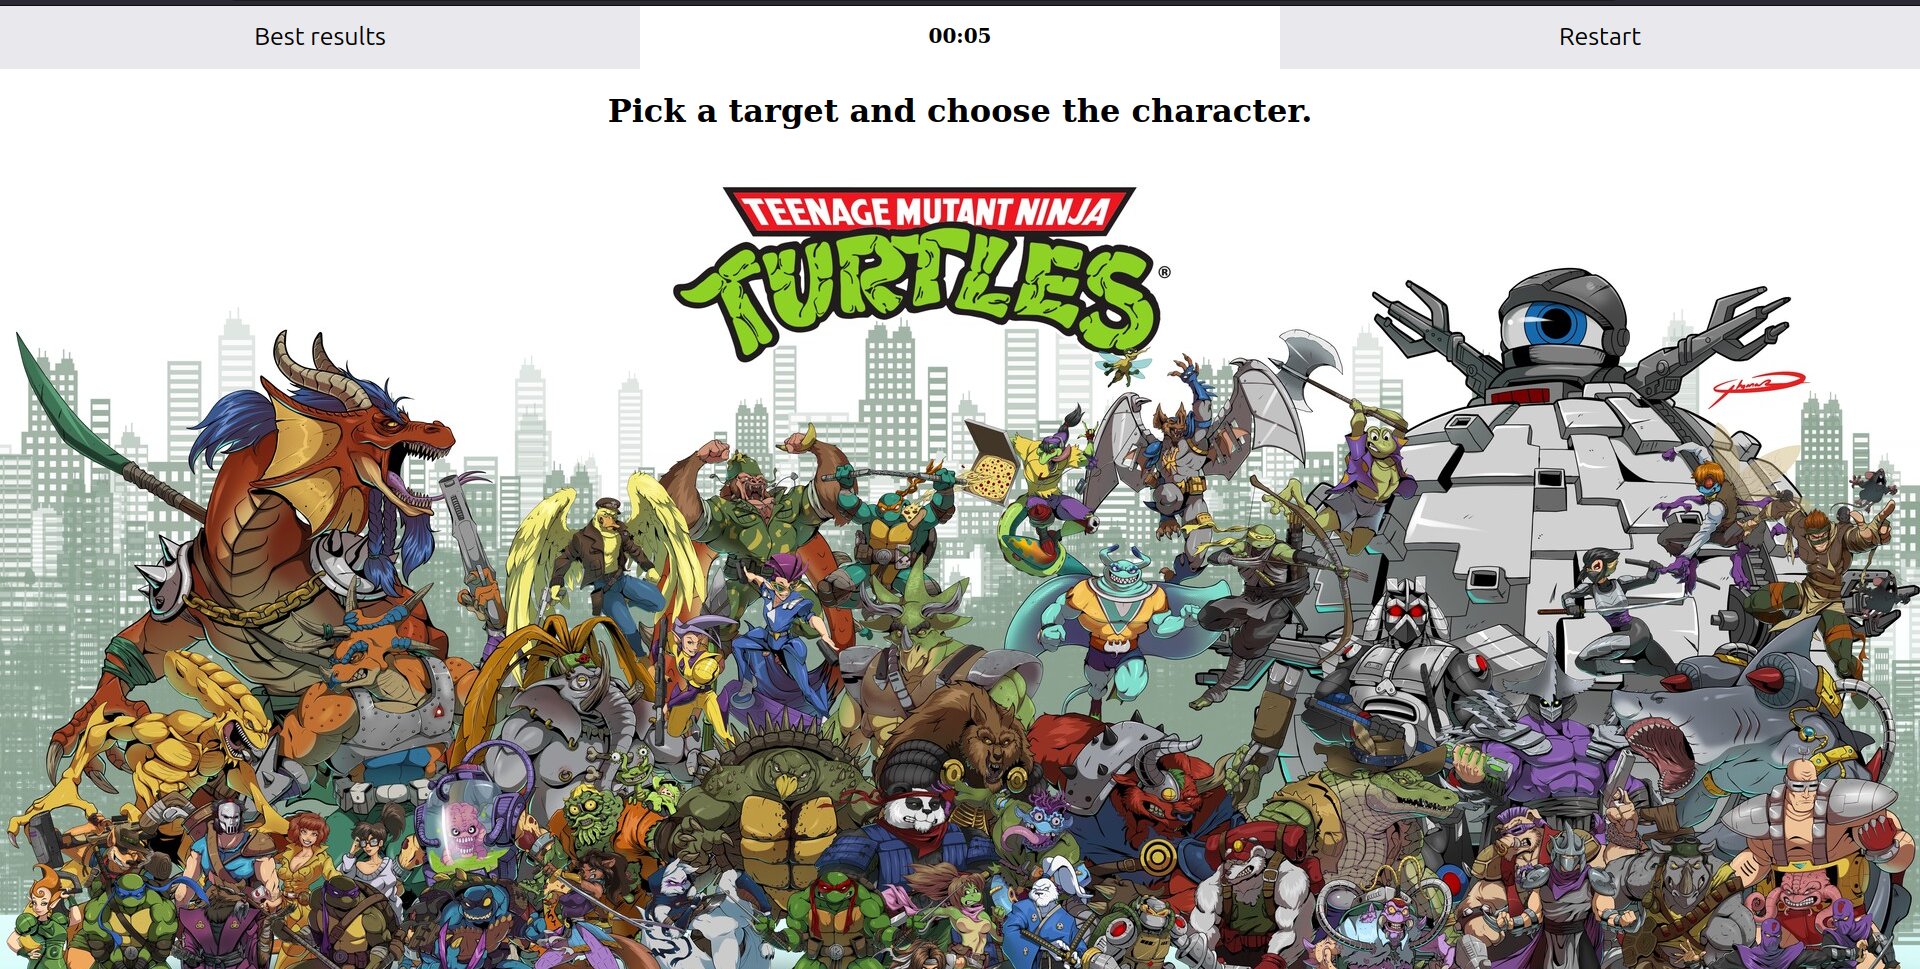 Best results
00:05
Restart
Pick a target and choose the character.
TEENAGE MUTANT NINJA
TURTLES®